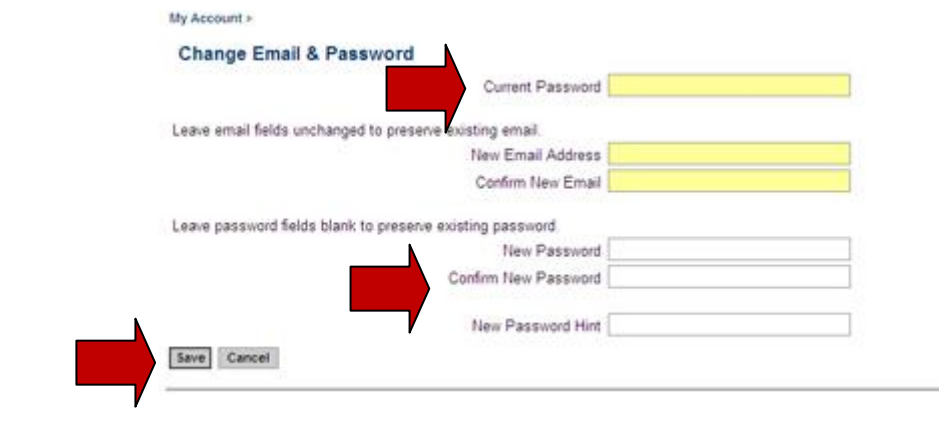 My Account >
Change Email & Password
Current Password
Leave email fields unchanged to preserve existing email.
New Email Address
Confirm New Email
Leave password fields blank to preserve existing password.
New Password
Confirm New Password
New Password Hint
Save Cancel